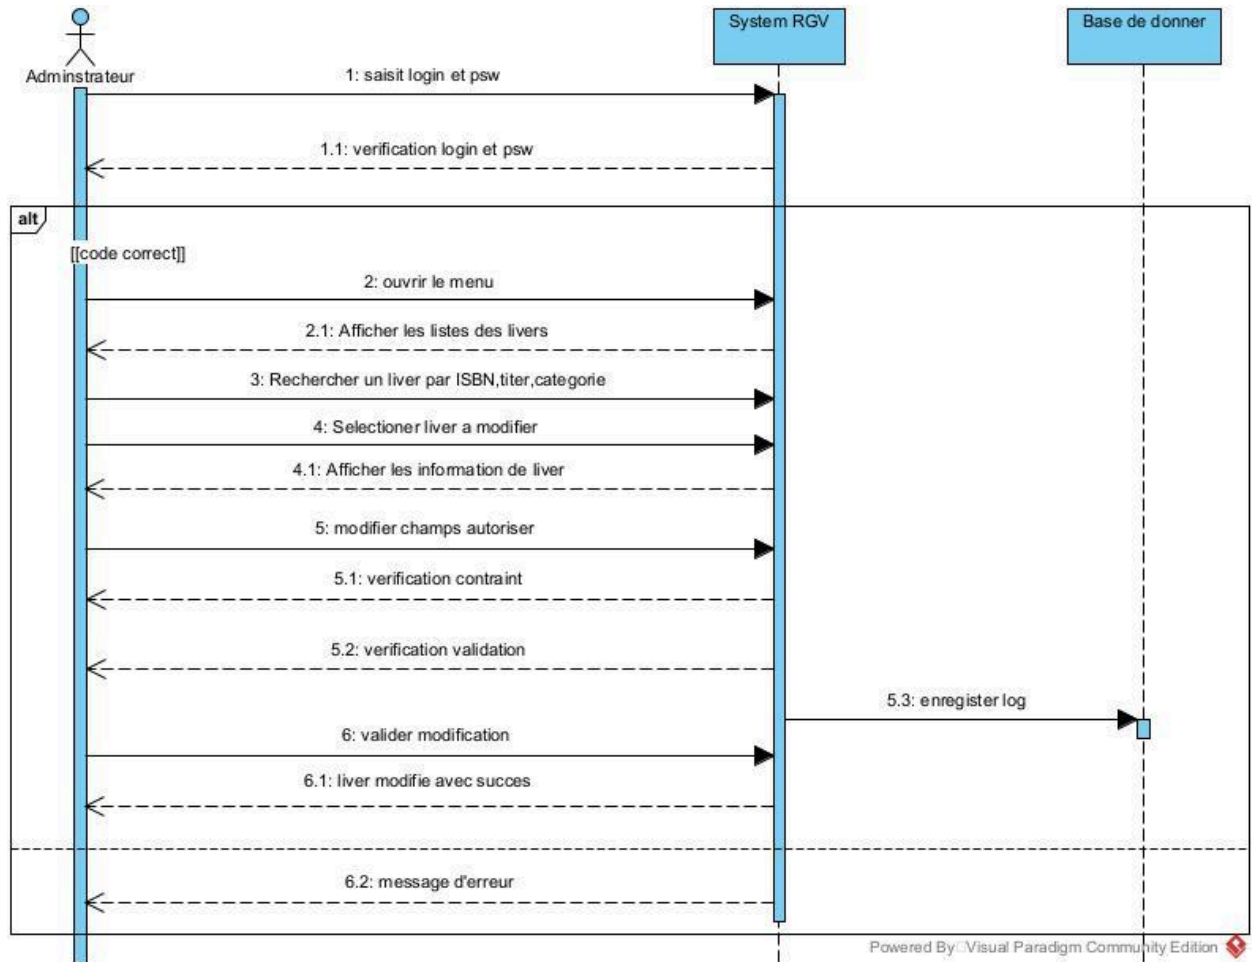 System RGV
Base de donner
Adminstrateur
1: saisit login et psw
1.1: verification login et psw
alt
[[code correct]]
2: ouvrir le menu
2.1: Afficher les listes des livers
3: Rechercher un liver par ISBN,titer,categorie
4: Selectioner liver a modifier
4.1: Afficher les information de liver
5: modifier champs autoriser
5.1: verification contraint
5.2: verification validation
5.3: enregister log
6: valider modification
6.1: liver modifie avec succes
6.2: message d'erreur
Powered By Visual Paradigm Community Edition